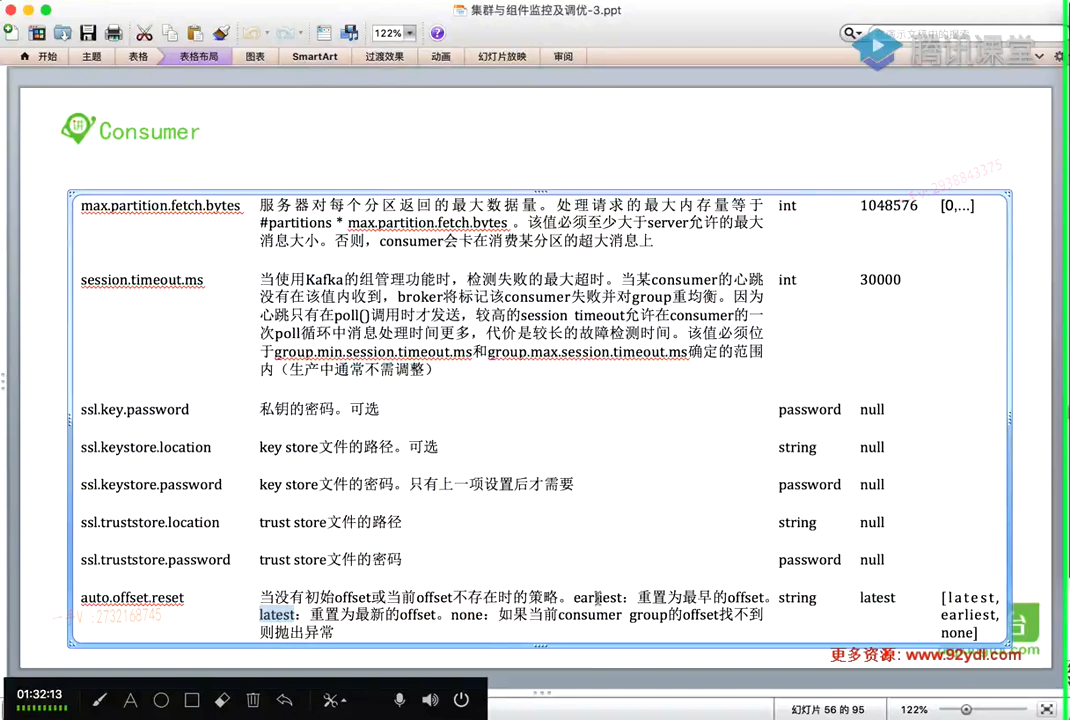 集群与组件监控及调优-3.ppt
122%
腾讯课堂
开始 主题 表格 表格布局 图表 SmartArt 过渡效果 动画 幻灯片放映 审阅
讲 Consumer
2938843375
max.partition.fetch.bytes 服务器对每个分区返回的最大数据量。处理请求的最大内存量等于 int 1048576 [0,...]
#partitions * max.partition.fetch.bytes 。该值必须至少大于server允许的最大
消息大小。否则，consumer会卡在消费某分区的超大消息上
session.timeout.ms 当使用Kafka的组管理功能时，检测失败的最大超时。当某consumer的心跳 int 30000
没有在该值内收到，broker将标记该consumer失败并对group重均衡。因为
心跳只有在poll()调用时才发送，较高的session timeout允许在consumer的一
次poll循环中消息处理时间更多，代价是较长的故障检测时间。该值必须位
于group.min.session.timeout.ms和group.max.session.timeout.ms确定的范围
内（生产中通常不需调整）
ssl.key.password 私钥的密码。可选 password null
ssl.keystore.location key store文件的路径。可选 string null
ssl.keystore.password key store文件的密码。只有上一项设置后才需要 password null
ssl.truststore.location trust store文件的路径 string null
ssl.truststore.password trust store文件的密码 password null
auto.offset.reset 当没有初始offset或当前offset不存在时的策略。earliest：重置为最早的offset。 string latest [latest,
latest：重置为最新的offset。none：如果当前consumer group的offset找不到 earliest,
则抛出异常 none]
:2732168745
台
更多资源: www.92ydl.com
01:32:13
幻灯片 56 的 95 122%